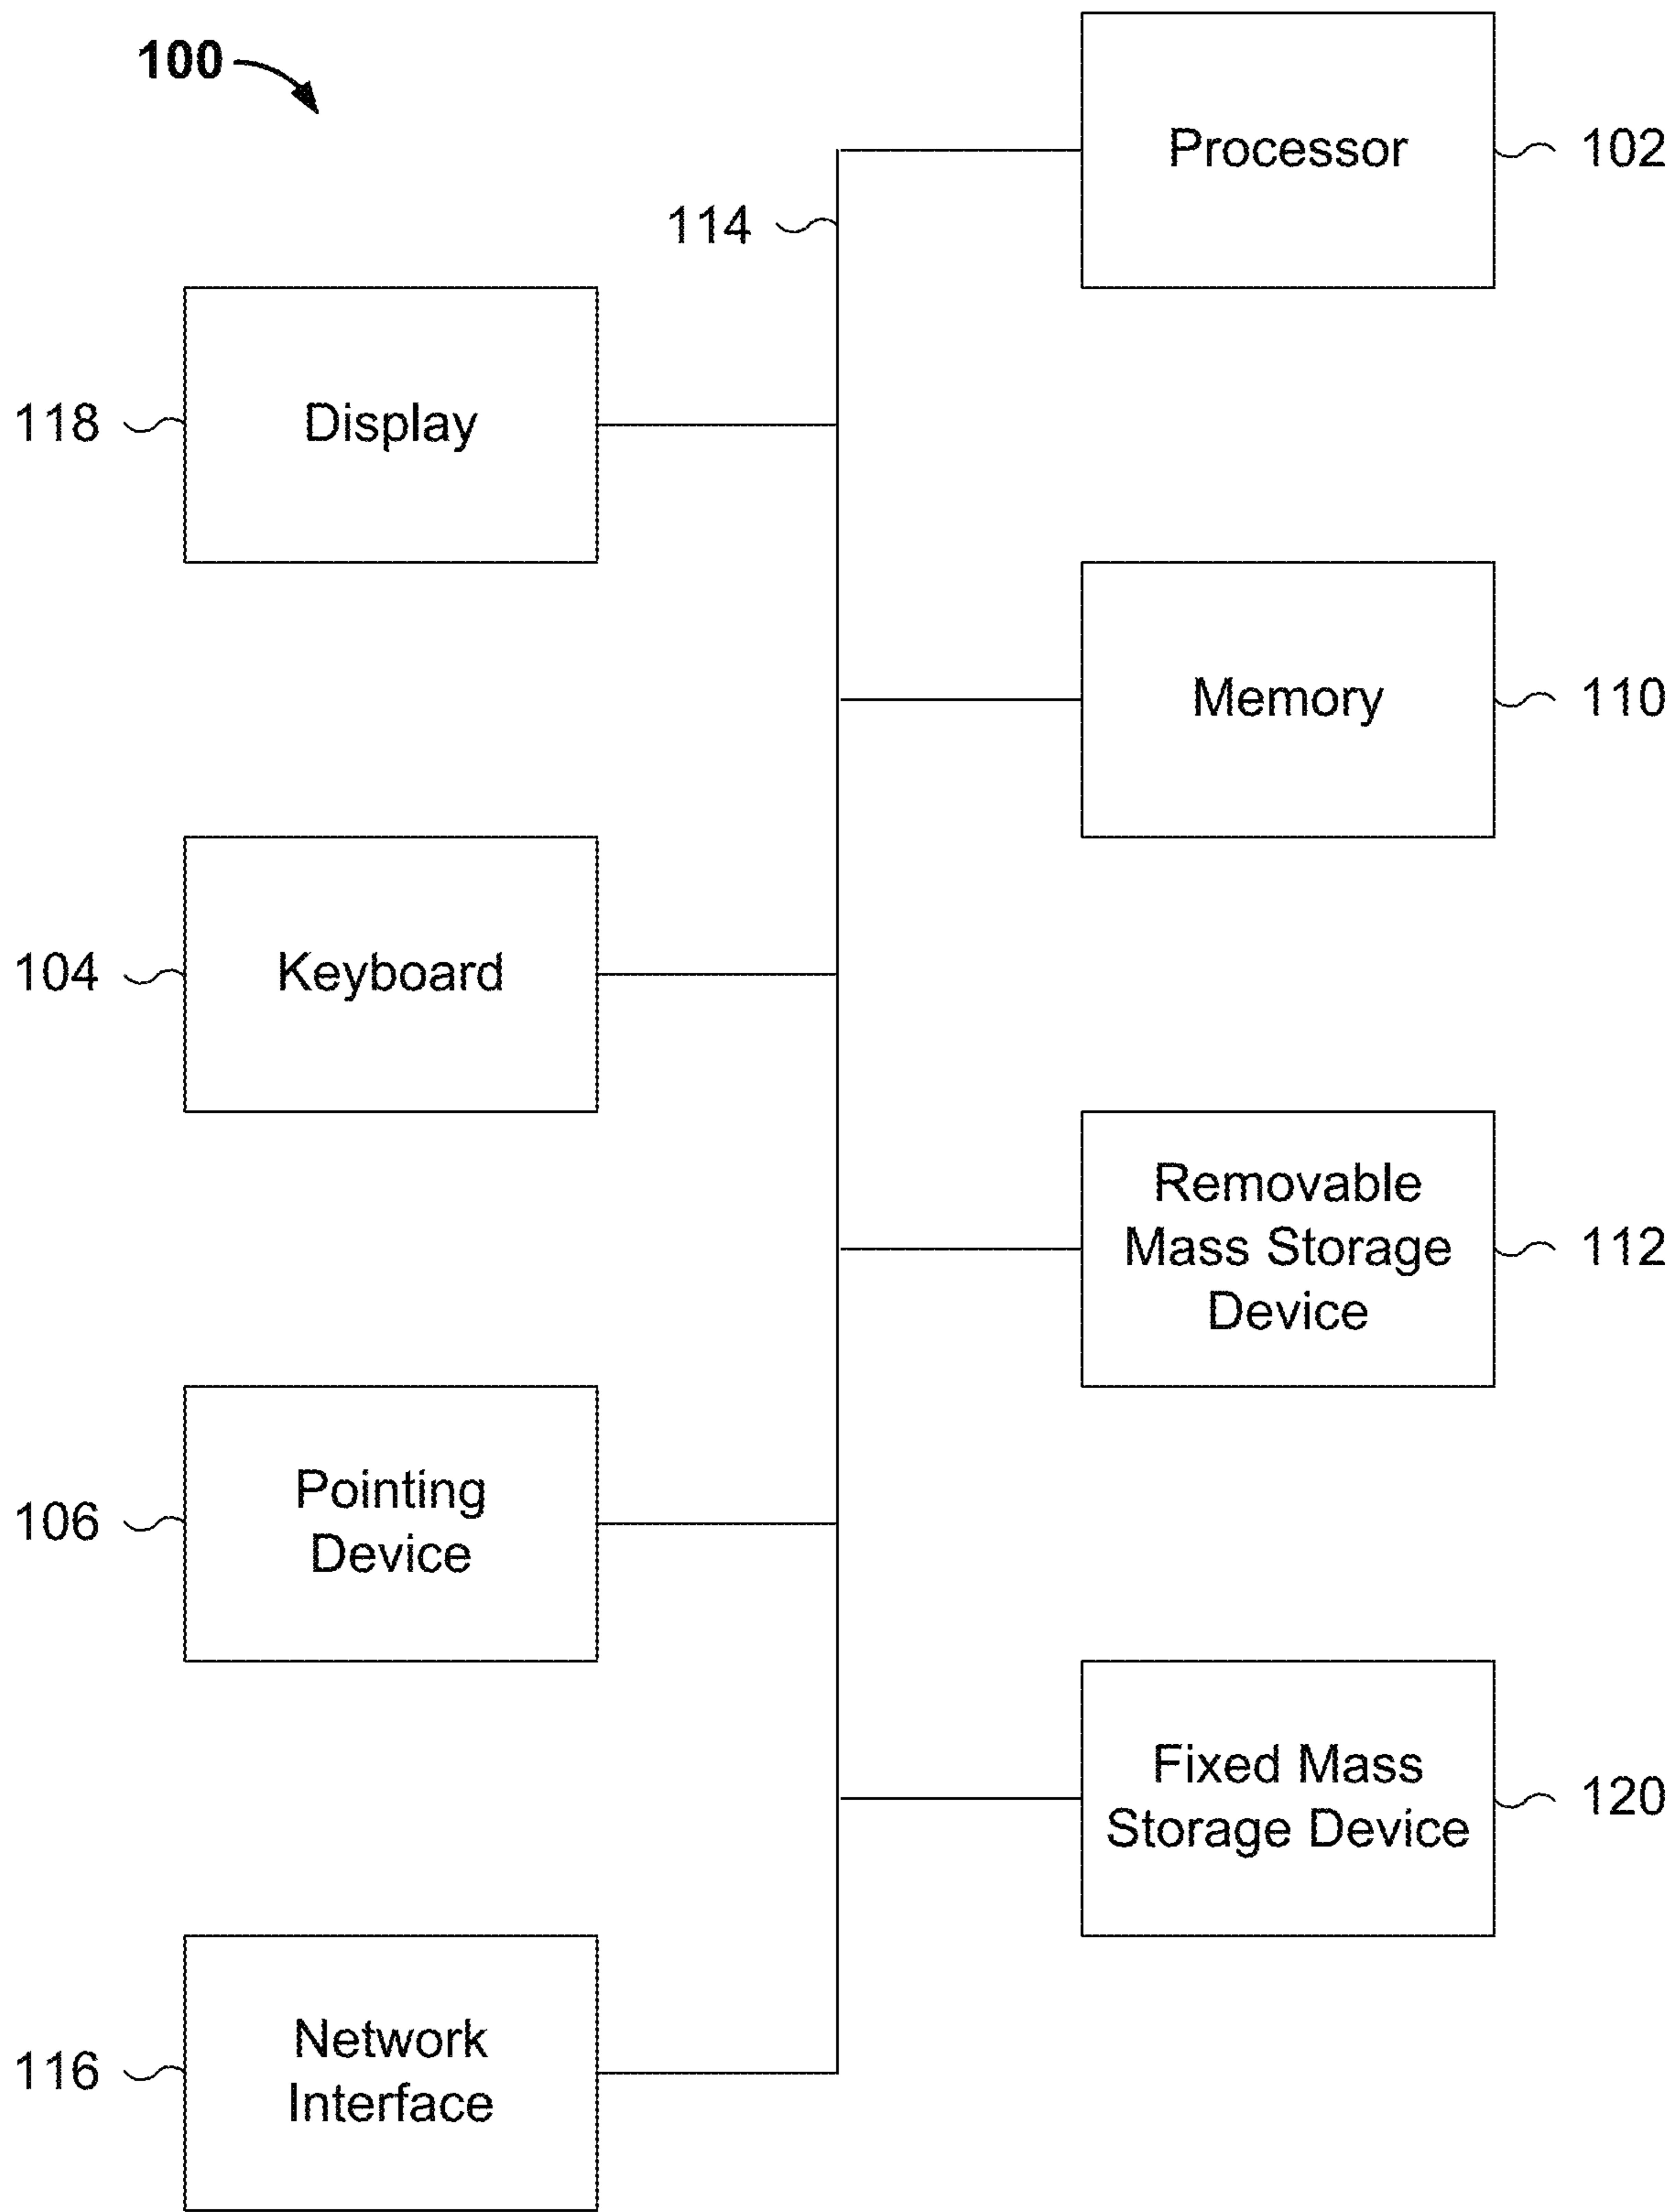 100
Processor
102
114
118
Display
Memory
110
104
Keyboard
Removable
Mass Storage
Device
112
106
Pointing
Device
Fixed Mass
Storage Device
120
116
Network
Interface